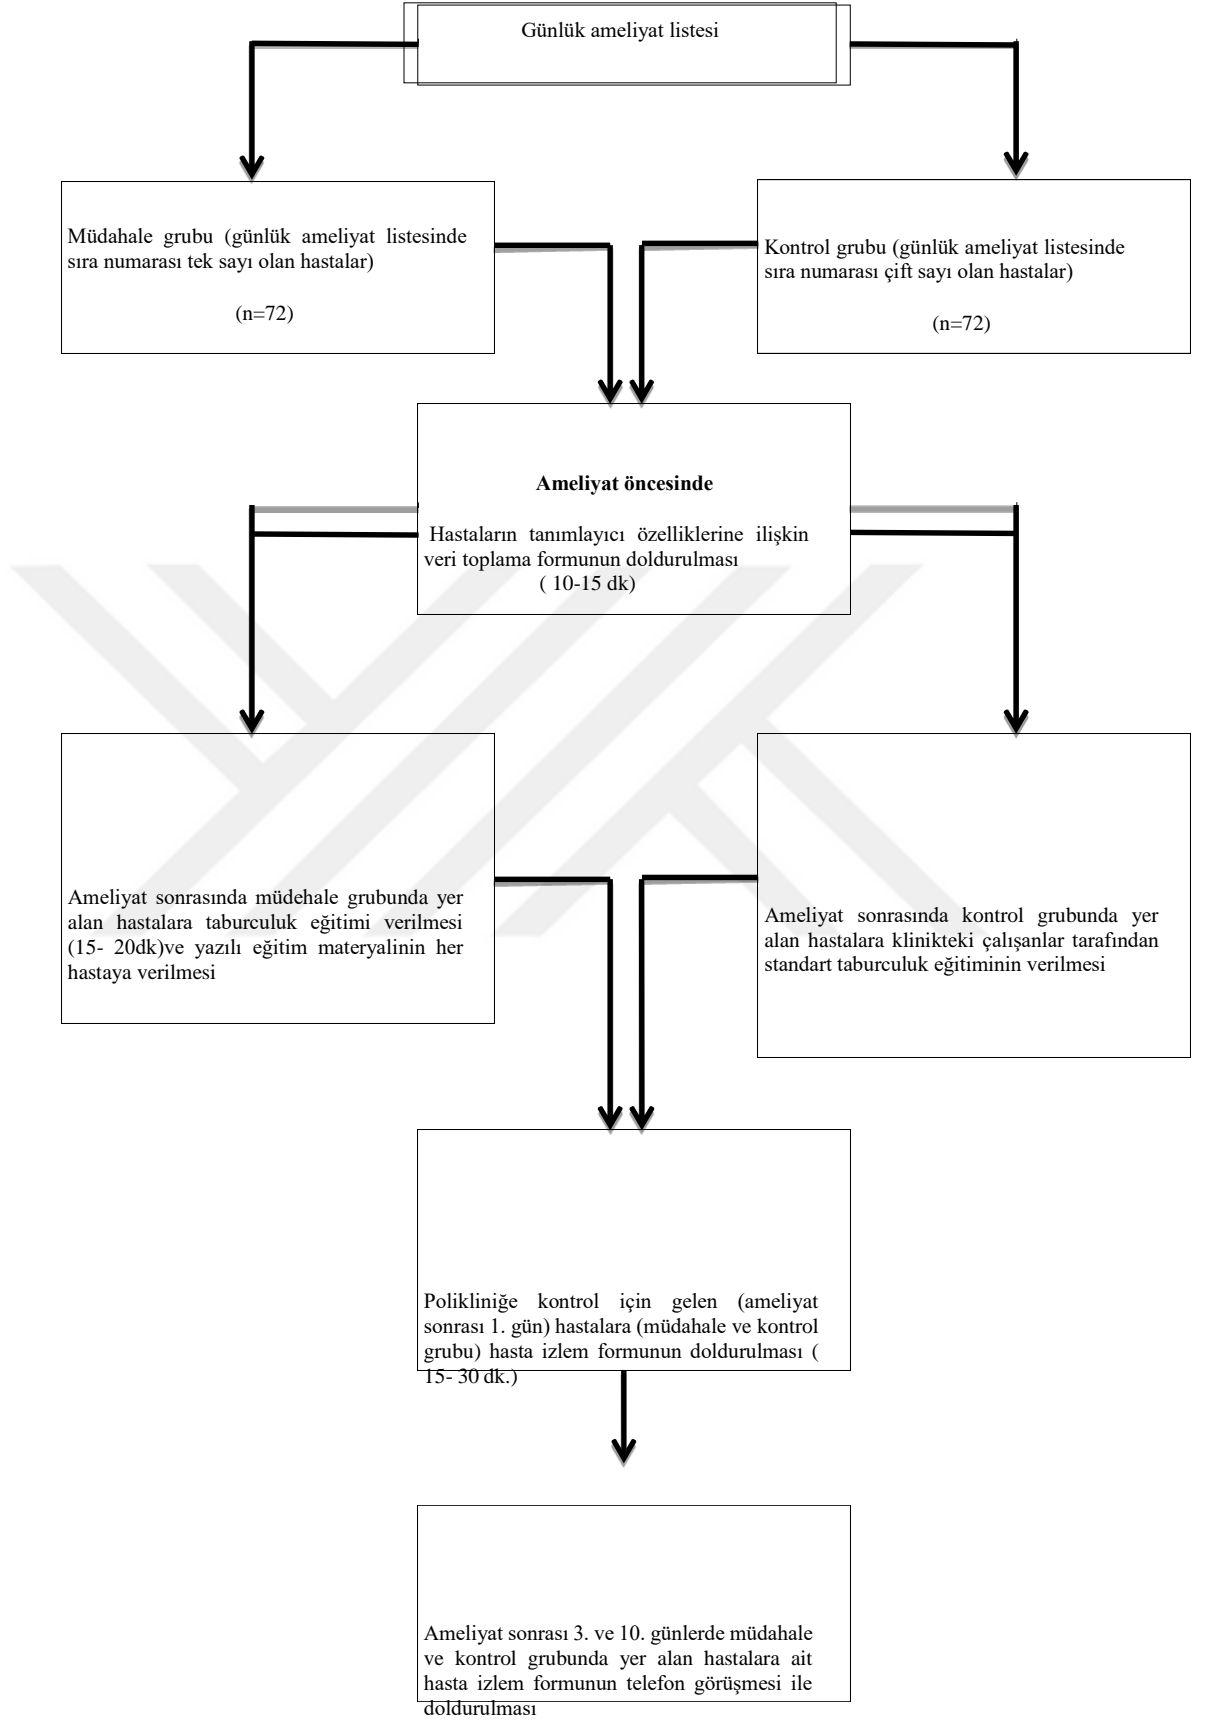 Günlük ameliyat listesi
Müdahale grubu (günlük ameliyat listesinde
sıra numarası tek sayı olan hastalar)
(n=72)
Kontrol grubu (günlük ameliyat listesinde
sıra numarası çift sayı olan hastalar)
(n=72)
Ameliyat öncesinde
Hastaların tanımlayıcı özelliklerine ilişkin
veri toplama formunun doldurulması
( 10-15 dk)
Ameliyat sonrasında müdehale grubunda yer
alan hastalara taburculuk eğitimi verilmesi
(15- 20dk)ve yazılı eğitim materyalinin her
hastaya verilmesi
Ameliyat sonrasında kontrol grubunda yer
alan hastalara klinikteki çalışanlar tarafından
standart taburculuk eğitiminin verilmesi
Polikliniğe kontrol için gelen (ameliyat
sonrası 1. gün) hastalara (müdahale ve kontrol
grubu) hasta izlem formunun doldurulması (
15- 30 dk.)
Ameliyat sonrası 3. ve 10. günlerde müdahale
ve kontrol grubunda yer alan hastalara ait
hasta izlem formunun telefon görüşmesi ile
doldurulması